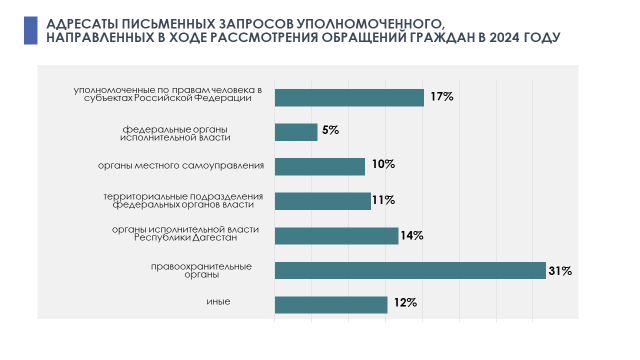 АДРЕСАТЫ ПИСЬМЕННЫХ ЗАПРОСОВ УПОЛНОМОЧЕННОГО,
НАПРАВЛЕННЫХ В ХОДЕ РАССМОТРЕНИЯ ОБРАЩЕНИЙ ГРАЖДАН В 2024 ГОДУ
уполномоченные по правам человека в
субъектах Российской Федерации
17%
федеральные органы
исполнительной власти
5%
органы местного самоуправления
10%
территориальные подразделения
федеральных органов власти
11%
органы исполнительной власти
Республики Дагестан
14%
правоохранительные
органы
31%
иные
12%